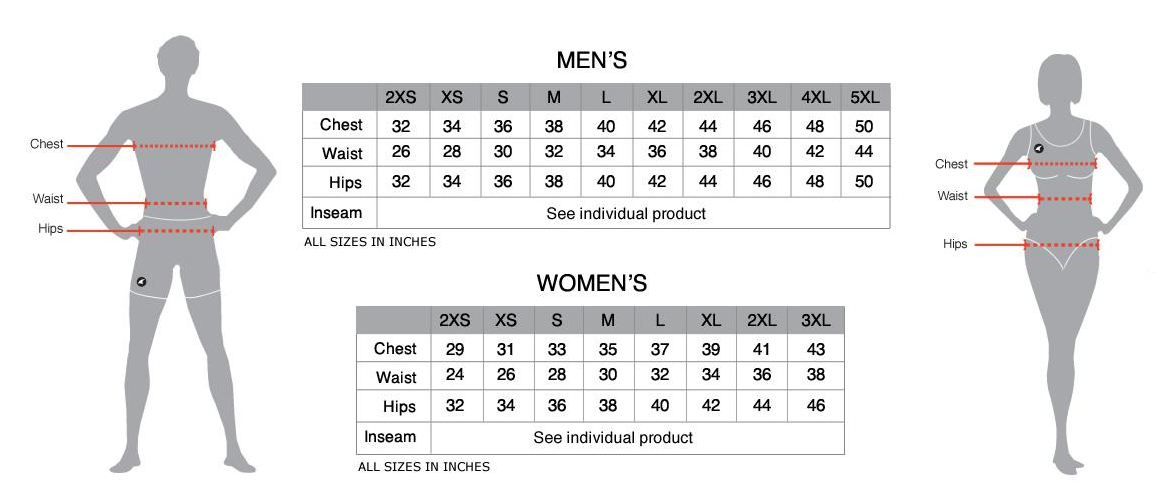 MEN'S
2XS XS S M L XL 2XL 3XL 4XL 5XL
Chest 32 34 36 38 40 42 44 46 48 50
Waist 26 28 30 32 34 36 38 40 42 44
Hips 32 34 36 38 40 42 44 46 48 50
Inseam See individual product
ALL SIZES IN INCHES
Chest
Waist
Hips
WOMEN'S
2XS XS S M L XL 2XL 3XL
Chest 29 31 33 35 37 39 41 43
Waist 24 26 28 30 32 34 36 38
Hips 32 34 36 38 40 42 44 46
Inseam See individual product
ALL SIZES IN INCHES
Chest
Waist
Hips